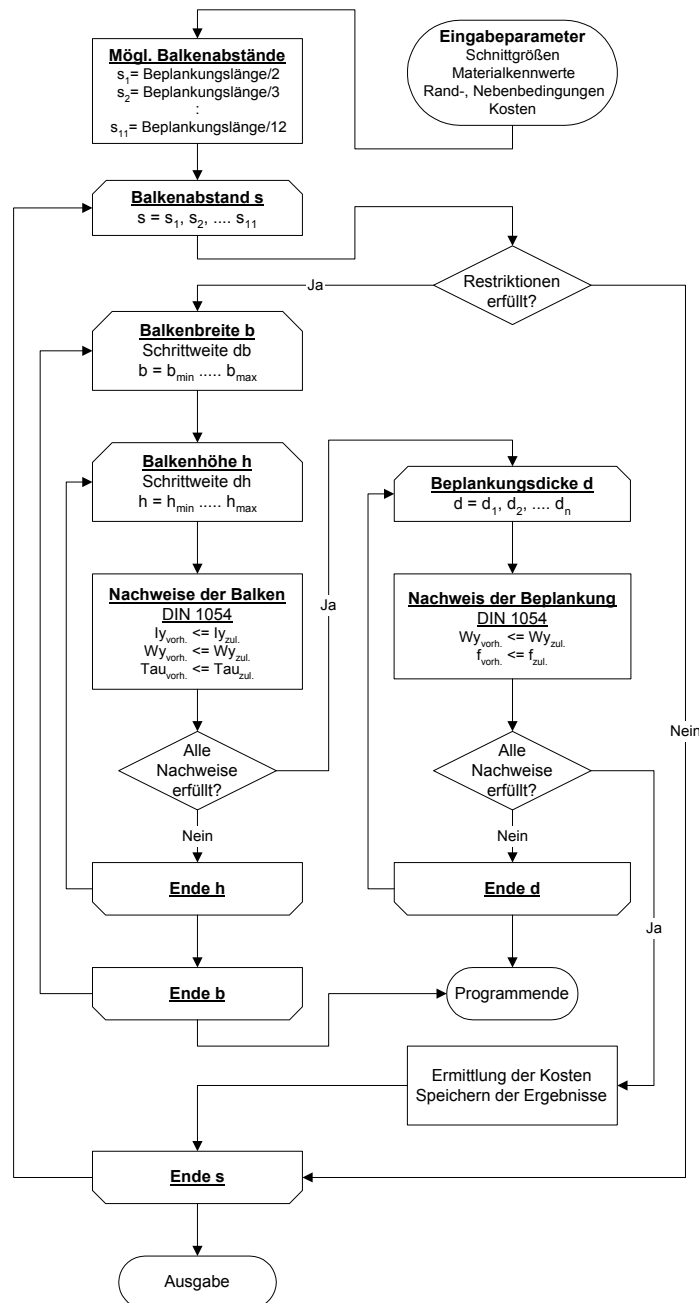 Mögl. Balkenabstände
s1= Beplankungslänge/2
s2= Beplankungslänge/3
:
s11= Beplankungslänge/12
Eingabeparameter
Schnittgrößen
Materialkennwerte
Rand-, Nebenbedingungen
Kosten
Balkenabstand s
s = s1, s2, .... s11
Restriktionen
erfüllt?
Ja
Nein
Balkenbreite b
Schrittweite db
b = bmin ..... bmax
Balkenhöhe h
Schrittweite dh
h = hmin ..... hmax
Nachweise der Balken
DIN 1054
Iyvorh. <= Iyzul.
Wyvorh. <= Wyzul.
Tauvorh. <= Tauzul.
Alle
Nachweise
erfüllt?
Ja
Nein
Ende h
Ende b
Beplankungsdicke d
d = d1, d2, .... dn
Nachweis der Beplankung
DIN 1054
Wyvorh. <= Wyzul.
fvorh. <= fzul.
Alle
Nachweise
erfüllt?
Nein
Ja
Ende d
Programmende
Ermittlung der Kosten
Speichern der Ergebnisse
Ende s
Ausgabe